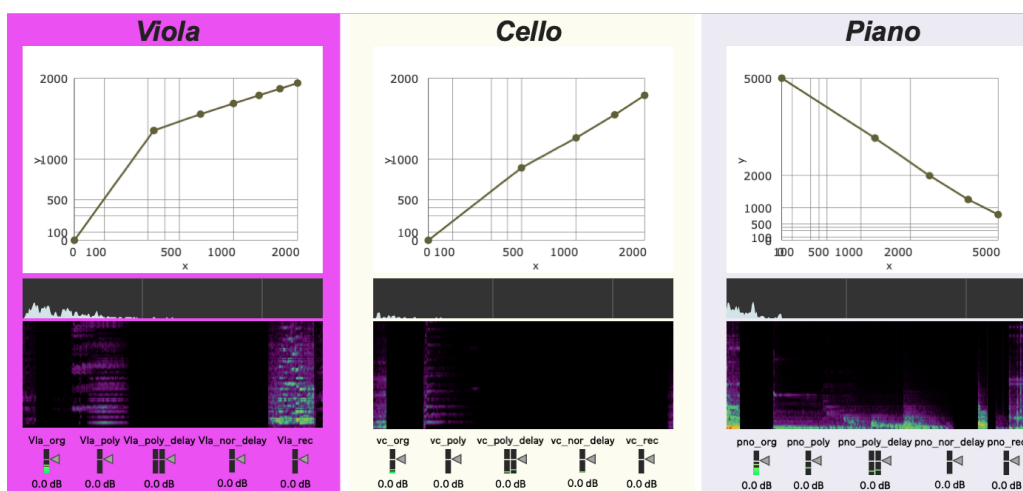 Viola
2000
1000
500
100
0
y
0 100 500 1000 2000
x
Vla_org Vla_poly Vla_poly_delay Vla_nor_delay Vla_rec
0.0 dB 0.0 dB 0.0 dB 0.0 dB 0.0 dB
Cello
2000
1000
500
100
0
y
0 100 500 1000 2000
x
vc_org vc_poly vc_poly_delay vc_nor_delay vc_rec
0.0 dB 0.0 dB 0.0 dB 0.0 dB 0.0 dB
Piano
5000
2000
1000
500
100
y
500 1000 2000 5000
x
pno_org pno_poly pno_poly_delay pno_nor_delay pno_rec
0.0 dB 0.0 dB 0.0 dB 0.0 dB 0.0 dB